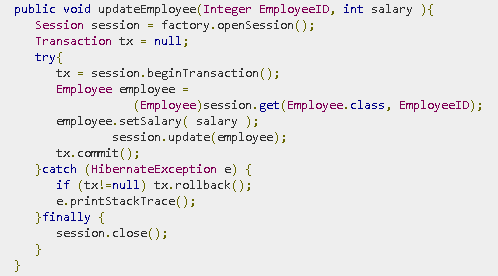 public void updateEmployee(Integer EmployeeID, int salary ){
   Session session = factory.openSession();
   Transaction tx = null;
   try{
      tx = session.beginTransaction();
      Employee employee =
                 (Employee)session.get(Employee.class, EmployeeID);
      employee.setSalary( salary );
              session.update(employee);
      tx.commit();
   }catch (HibernateException e) {
      if (tx!=null) tx.rollback();
      e.printStackTrace();
   }finally {
      session.close();
   }
}